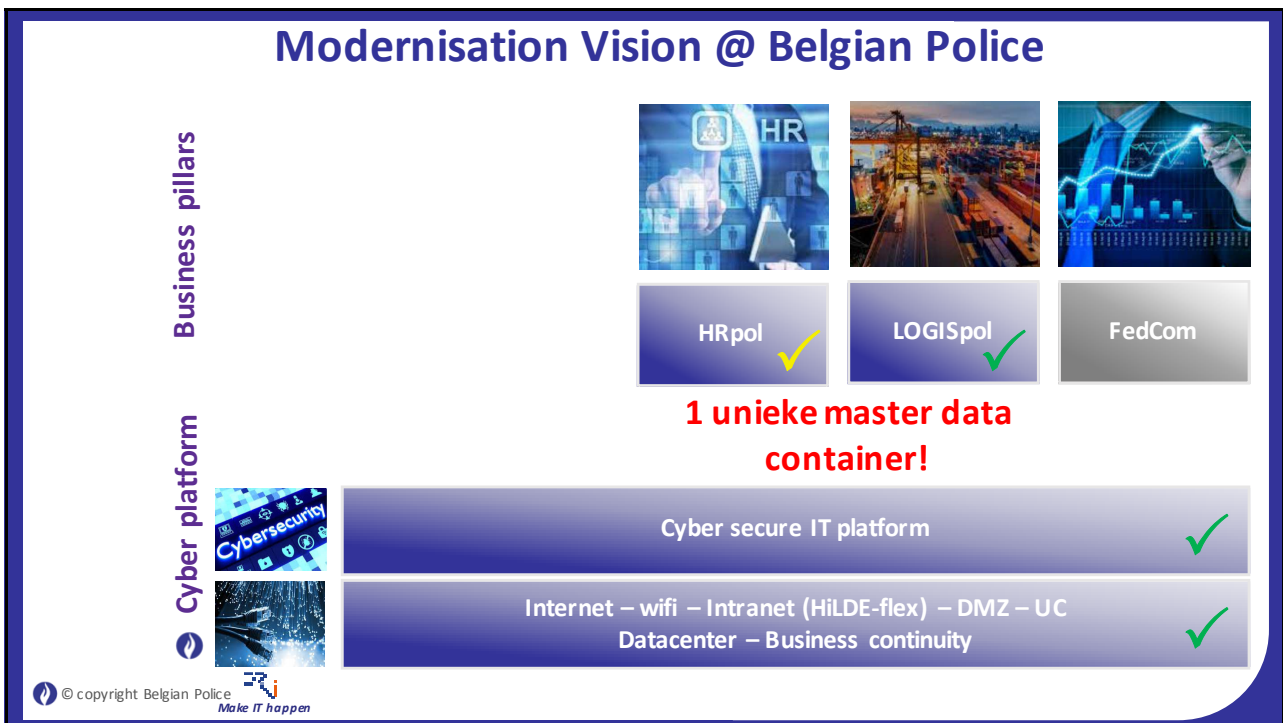 Modernisation Vision @ Belgian Police
Business pillars
HR
HRpol
LOGISpol
FedCom
1 unieke master data
container!
Cyber platform
Cybersecurity
Cyber secure IT platform
Internet – wifi – Intranet (HiLDE-flex) – DMZ – UC
Datacenter – Business continuity
© copyright Belgian Police
Make IT happen